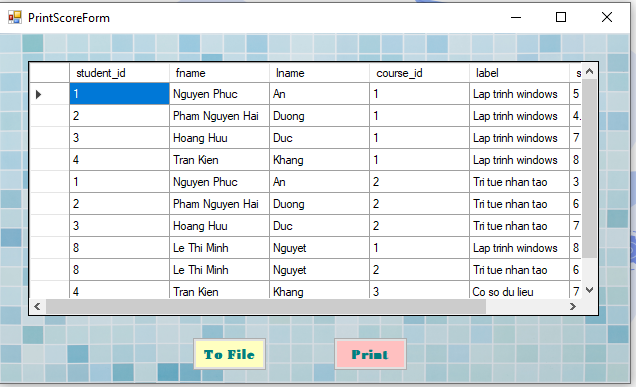 PrintScoreForm
student_id fname lname course_id label s
1 Nguyen Phuc An 1 Lap trinh windows 5
2 Pham Nguyen Hai Duong 1 Lap trinh windows 4.
3 Hoang Huu Duc 1 Lap trinh windows 7
4 Tran Kien Khang 1 Lap trinh windows 8
1 Nguyen Phuc An 2 Tri tue nhan tao 3
2 Pham Nguyen Hai Duong 2 Tri tue nhan tao 6
3 Hoang Huu Duc 2 Tri tue nhan tao 7
8 Le Thi Minh Nguyet 1 Lap trinh windows 8
8 Le Thi Minh Nguyet 2 Tri tue nhan tao 6
4 Tran Kien Khang 3 Co so du lieu 7
To File Print